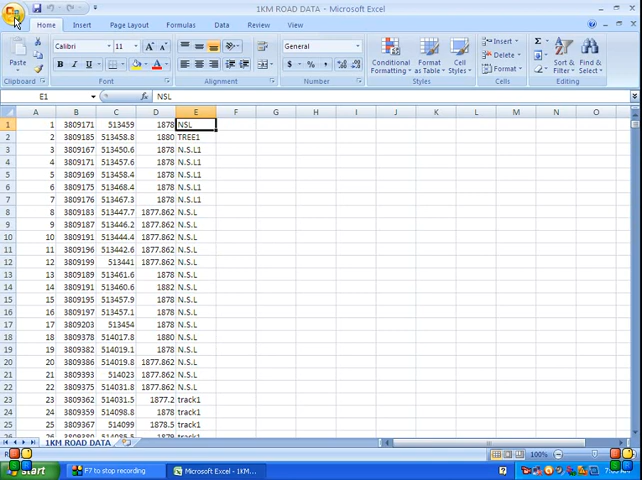 1KM ROAD DATA - Microsoft Excel
Home Insert Page Layout Formulas Data Review View
Paste
Calibri 11
B I U
General
$ % ,
Conditional Formatting
Format as Table
Cell Styles
Insert
Delete
Format
Σ
Sort & Filter
Find & Select
Clipboard Font Alignment Number Styles Cells Editing
E1 fx NSL
A B C D E F G H I J K L M N O
1 1 3809171 513459 1878 NSL
2 2 3809185 513458.8 1880 TREE1
3 3 3809167 513450.6 1878 N.S.L1
4 4 3809171 513457.6 1878 N.S.L1
5 5 3809169 513458.4 1878 N.S.L1
6 6 3809175 513468.4 1878 N.S.L1
7 7 3809176 513467.3 1878 N.S.L1
8 8 3809183 513447.7 1877.862 N.S.L
9 9 3809187 513446.2 1877.862 N.S.L
10 10 3809191 513444.4 1877.862 N.S.L
11 11 3809196 513442.6 1877.862 N.S.L
12 12 3809199 513441 1877.862 N.S.L
13 13 3809189 513461.6 1878 N.S.L
14 14 3809191 513460.6 1882 N.S.L
15 15 3809195 513457.9 1878 N.S.L
16 16 3809197 513457.1 1878 N.S.L
17 17 3809203 513454 1878 N.S.L
18 18 3809378 514017.8 1880 N.S.L
19 19 3809382 514019.1 1878 N.S.L
20 20 3809386 514019.8 1877.862 N.S.L
21 21 3809393 514023 1877.862 N.S.L
22 22 3809375 514031.8 1877.862 N.S.L
23 23 3809362 514031.5 1877.2 track1
24 24 3809359 514098.8 1878 track1
25 25 3809367 514099 1878.5 track1
26 26 3809380 514085.5 1879 track1
1KM ROAD DATA
100%
start F7 to stop recording Microsoft Excel - 1KM...